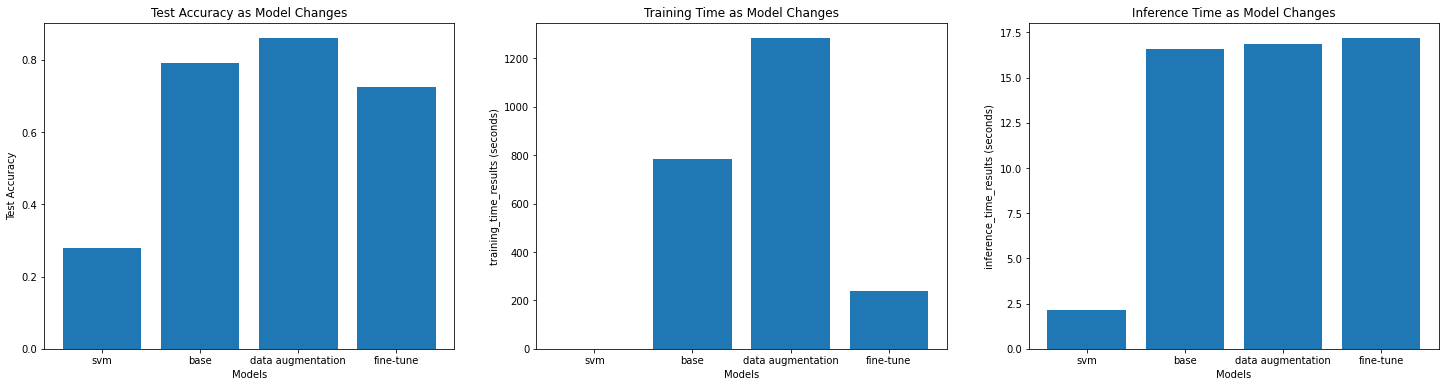 Test Accuracy as Model Changes
Test Accuracy
0.8
0.6
0.4
0.2
0.0
svm base data augmentation fine-tune
Models
Training Time as Model Changes
training_time_results (seconds)
1200
1000
800
600
400
200
0
svm base data augmentation fine-tune
Models
Inference Time as Model Changes
inference_time_results (seconds)
17.5
15.0
12.5
10.0
7.5
5.0
2.5
0.0
svm base data augmentation fine-tune
Models